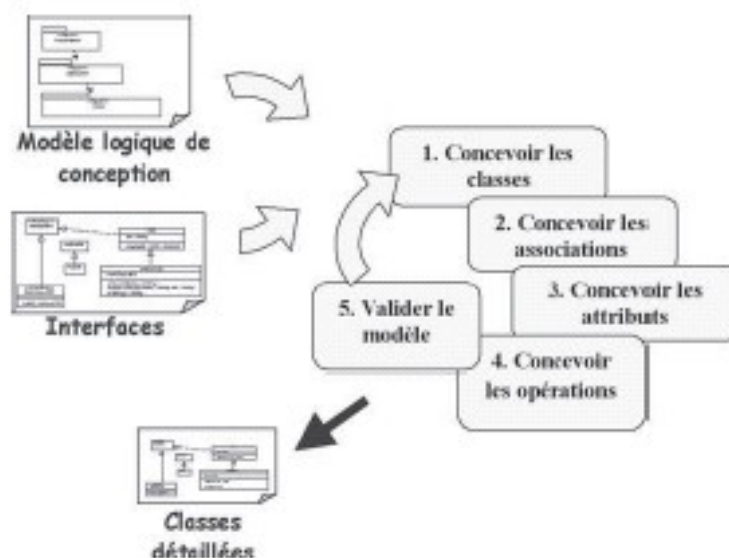 Modèle logique de
conception
Interfaces
1. Concevoir les
classes
2. Concevoir les
associations
3. Concevoir les
attributs
4. Concevoir
les opérations
5. Valider le
modèle
Classes
détaillées